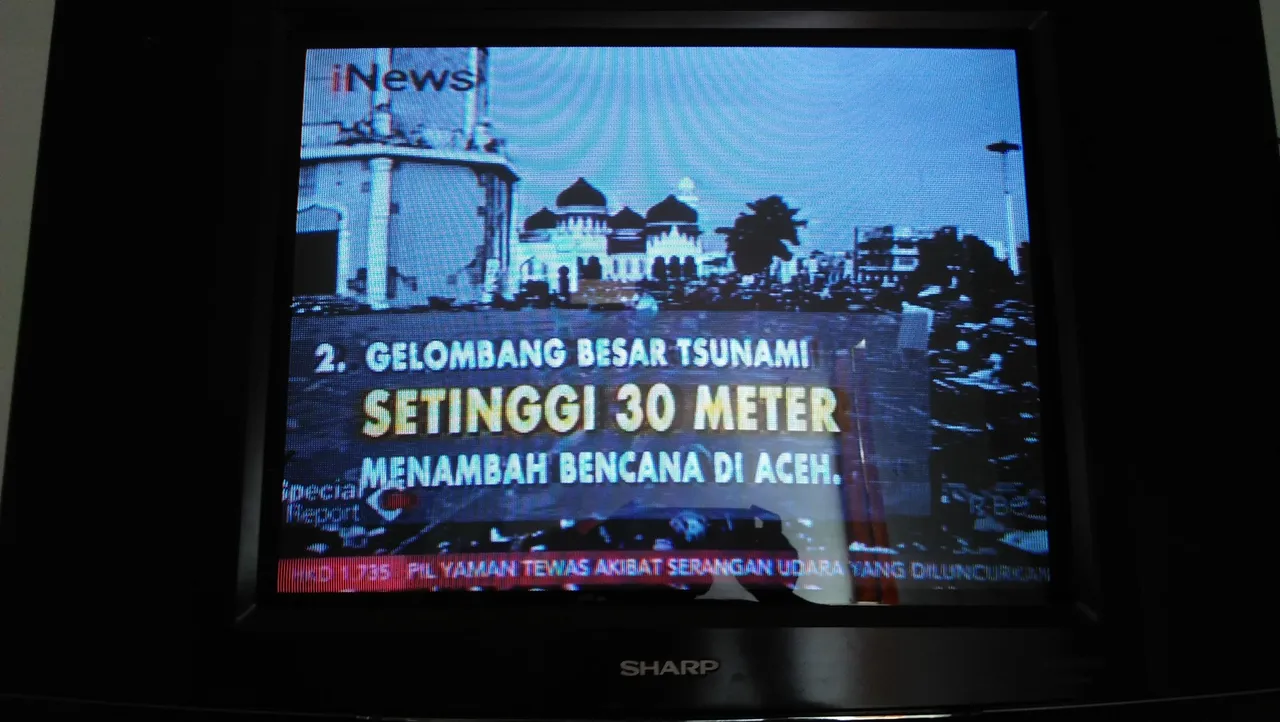 iNews
2. GELOMBANG BESAR TSUNAMI
SETINGGI 30 METER
MENAMBAH BENCANA DI ACEH.
Special
Report
HKD 1.735 PIL YAMAN TEWAS AKIBAT SERANGAN UDARA YANG DILUNCURKAN
SHARP